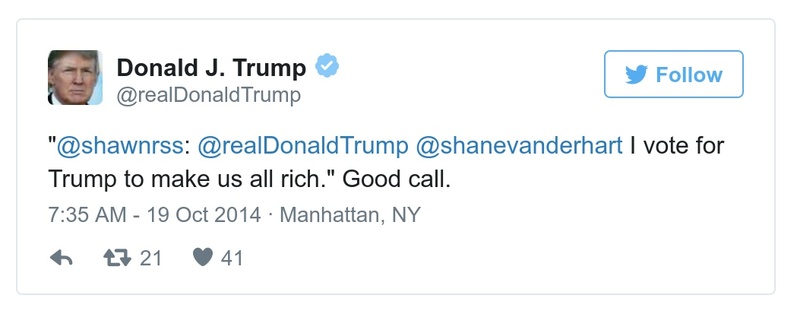 Donald J. Trump
@realDonaldTrump
Follow
"@shawnrss: @realDonaldTrump @shanevanderhart I vote for
Trump to make us all rich." Good call.
7:35 AM - 19 Oct 2014 · Manhattan, NY
21 41